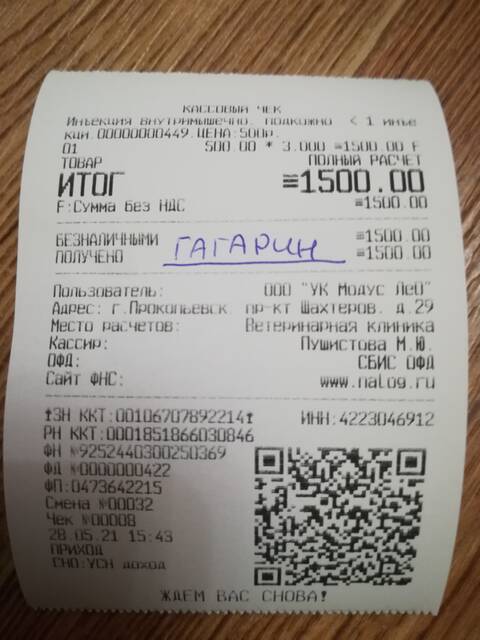 КАССОВЫЙ ЧЕК
Инъекция внутримышечно, подкожно < 1 инъе
кци.00000000449.ЦЕНА:500р.
01 500.00 * 3.000 =1500.00 F
ТОВАР ПОЛНЫЙ РАСЧЕТ
ИТОГ =1500.00
F:Сумма без НДС =1500.00
БЕЗНАЛИЧНЫМИ =1500.00
ГАГАРИН
ПОЛУЧЕНО =1500.00
Пользователь: ООО "УК Модус ЛеО"
Адрес: г.Прокопьевск, пр-кт Шахтеров, д.29
Место расчетов: Ветеринарная клиника
Кассир: Пушистова М.Ю.
ОФД: СБИС ОФД
Сайт ФНС: www.nalog.ru
ЗН ККТ:00106707892214 ИНН:4223046912
РН ККТ:0001851866030846
ФН №9252440300250369
ФД №0000000422
ФП:0473642215
Смена №00032
Чек №00008
28.05.21 15:43
ПРИХОД
СНО:УСН доход
ЖДЕМ ВАС СНОВА!